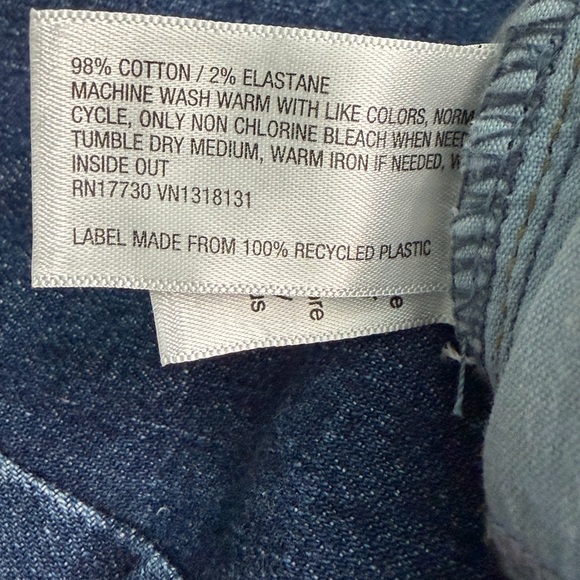 98% COTTON / 2% ELASTANE
MACHINE WASH WARM WITH LIKE COLORS, NORM
CYCLE, ONLY NON CHLORINE BLEACH WHEN NEE
TUMBLE DRY MEDIUM, WARM IRON IF NEEDED, W
INSIDE OUT
RN17730 VN1318131
LABEL MADE FROM 100% RECYCLED PLASTIC